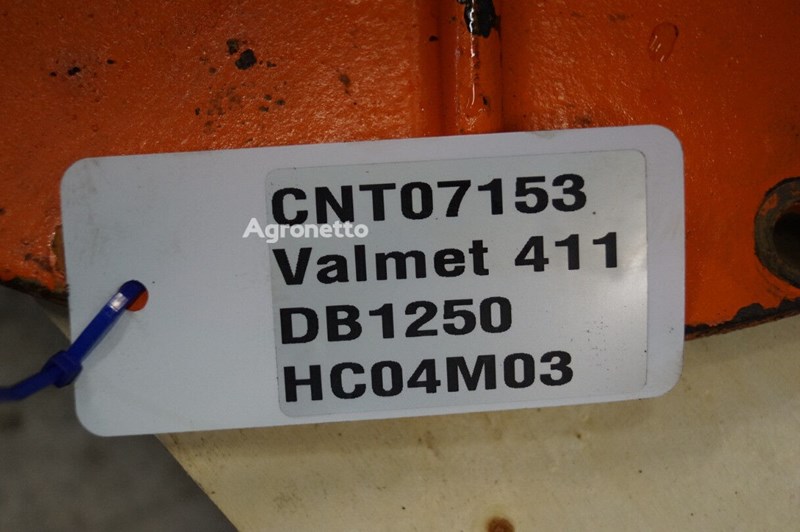 CNT07153
Agronetto
Valmet 411
DB1250
HC04M03